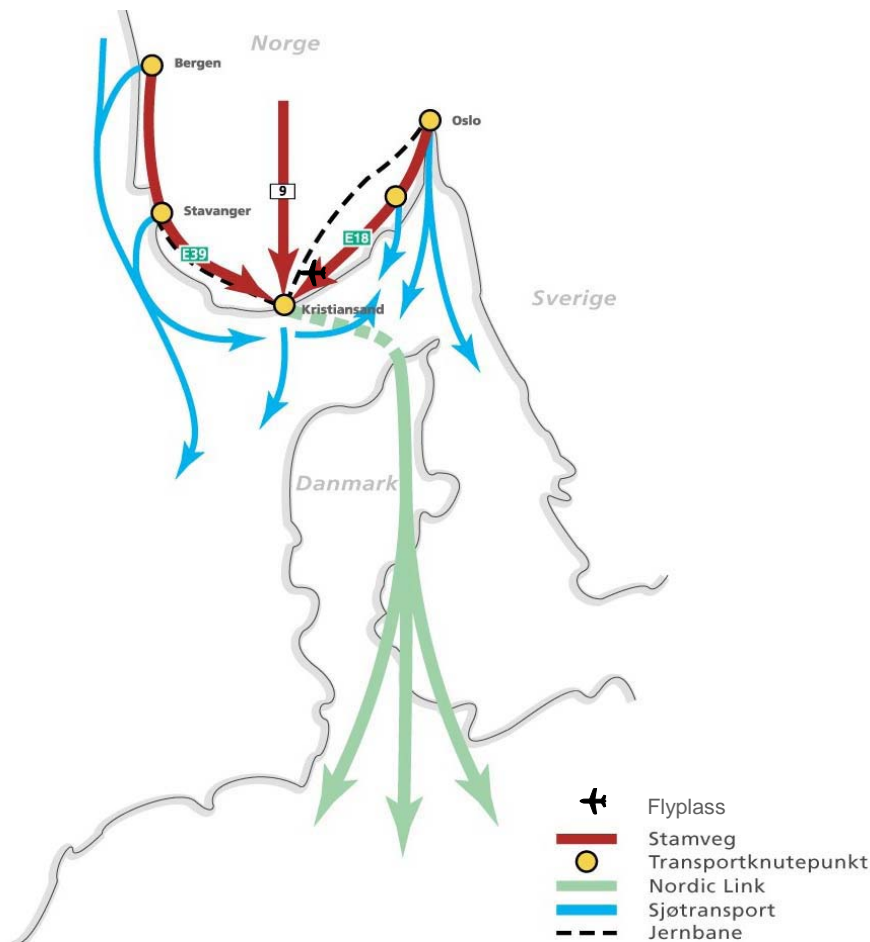 Norge
Bergen
Oslo
9
Stavanger
E18
E39
Sverige
Kristiansand
Danmark
Flyplass
Stamveg
Transportknutepunkt
Nordic Link
Sjøtransport
Jernbane